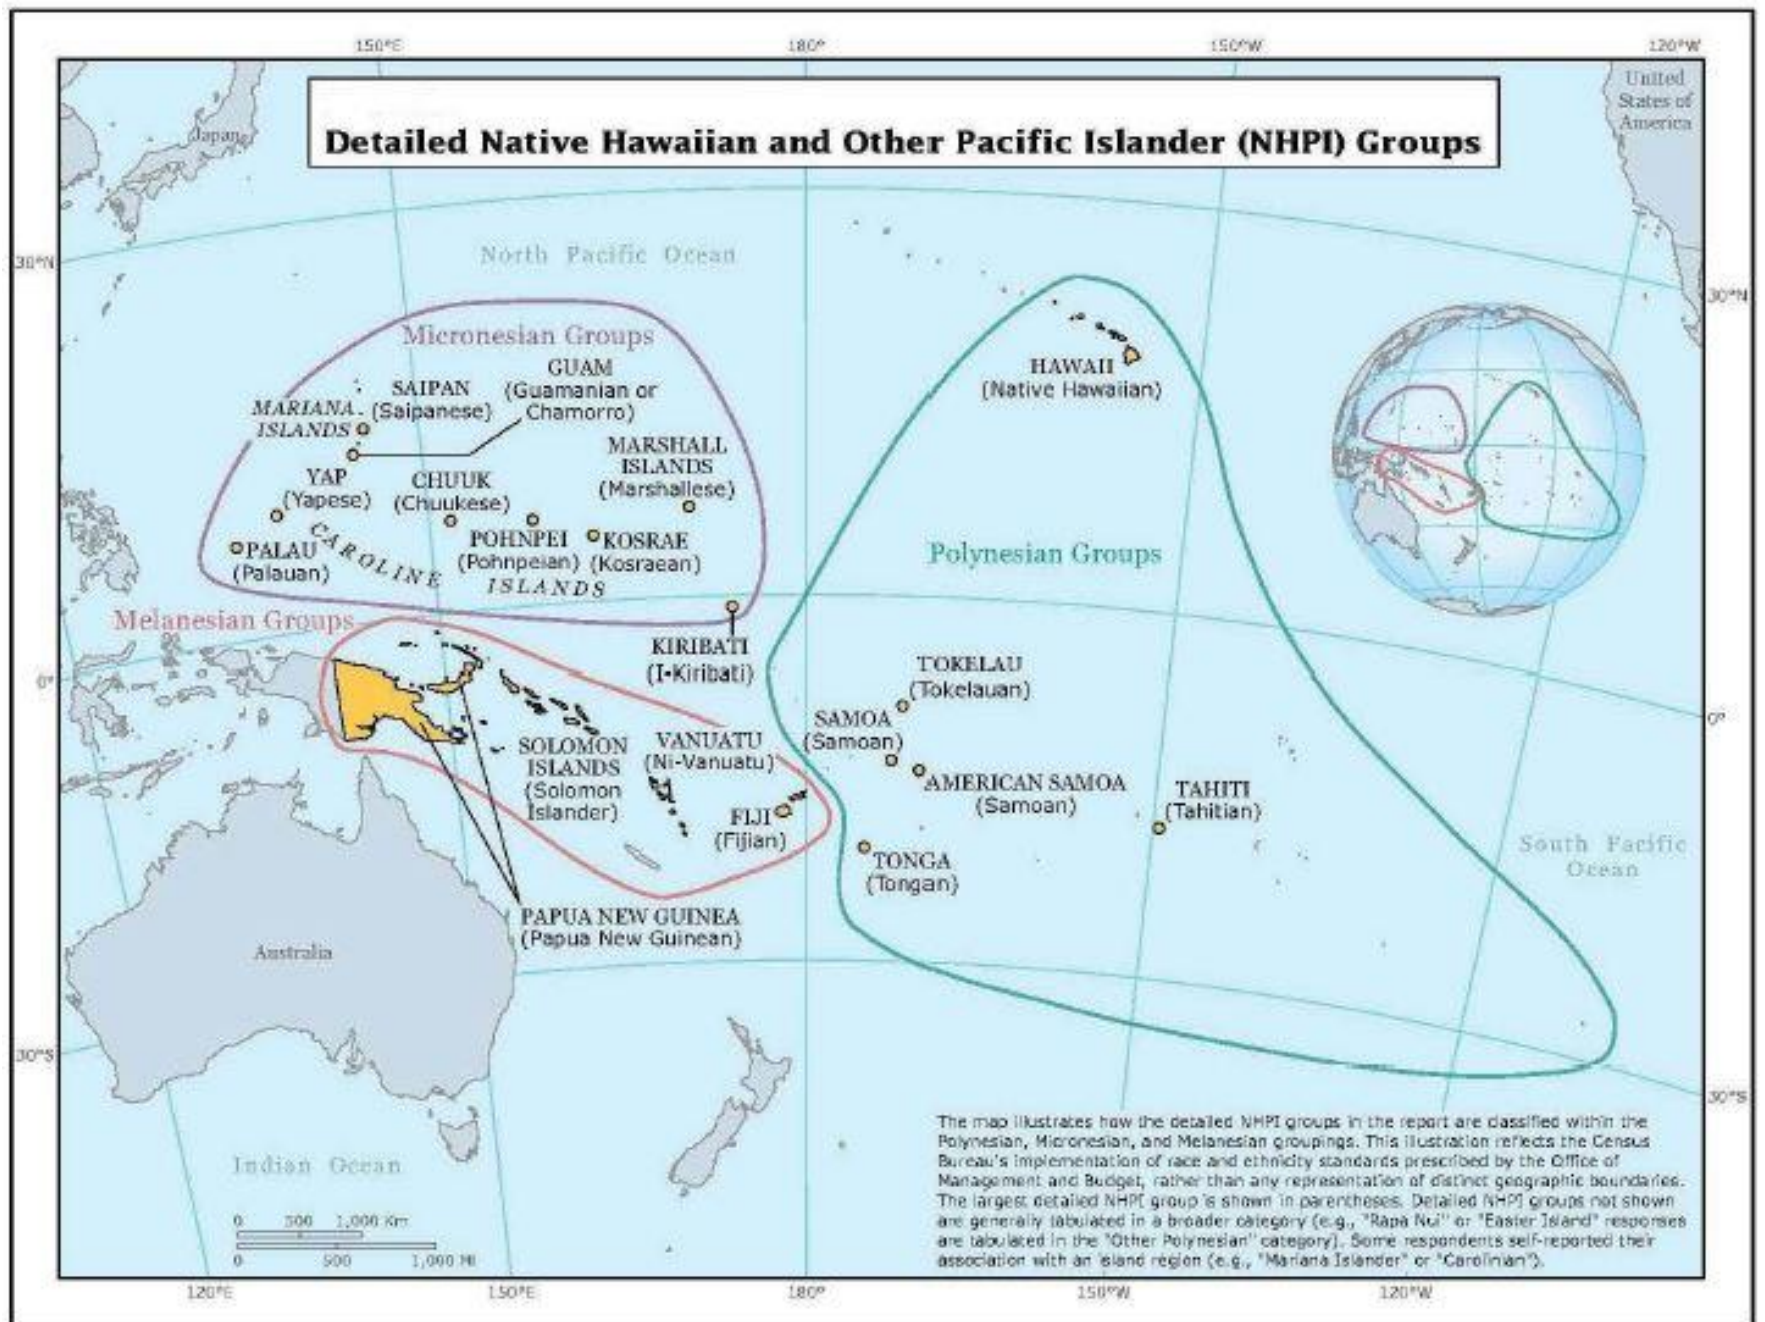 150°E
180°
150°W
120°W
Detailed Native Hawaiian and Other Pacific Islander (NHPI) Groups
United
States of
America
Japan
North Pacific Ocean
30°N
30°N
Micronesian Groups
GUAM
(Guamanian or
Chamorro)
SAIPAN
(Saipanese)
MARIANA
ISLANDS
MARSHALL
ISLANDS
(Marshallese)
YAP
(Yapese)
CHUUK
(Chuukese)
POHNPEI
(Pohnpeian)
KOSRAE
(Kosraean)
PALAU
(Palauan)
CAROLINE
ISLANDS
HAWAII
(Native Hawaiian)
Polynesian Groups
Melanesian Groups
KIRIBATI
(I-Kiribati)
0°
0°
TOKELAU
(Tokelauan)
SAMOA
(Samoan)
AMERICAN SAMOA
(Samoan)
TAHITI
(Tahitian)
TONGA
(Tongan)
SOLOMON
ISLANDS
(Solomon
Islander)
VANUATU
(Ni-Vanuatu)
FIJI
(Fijian)
PAPUA NEW GUINEA
(Papua New Guinean)
South Pacific
Ocean
Australia
30°S
30°S
Indian Ocean
0 500 1,000 Km
0 500 1,000 Mi
The map illustrates how the detailed NHPI groups in the report are classified within the
Polynesian, Micronesian, and Melanesian groupings. This illustration reflects the Census
Bureau's implementation of race and ethnicity standards prescribed by the Office of
Management and Budget, rather than any representation of distinct geographic boundaries.
The largest detailed NHPI group is shown in parentheses. Detailed NHPI groups not shown
are generally tabulated in a broader category (e.g., "Rapa Nui" or "Easter Island" responses
are tabulated in the "Other Polynesian" category). Some respondents self-reported their
association with an island region (e.g., "Mariana Islander" or "Carolinian").
120°E
150°E
180°
150°W
120°W